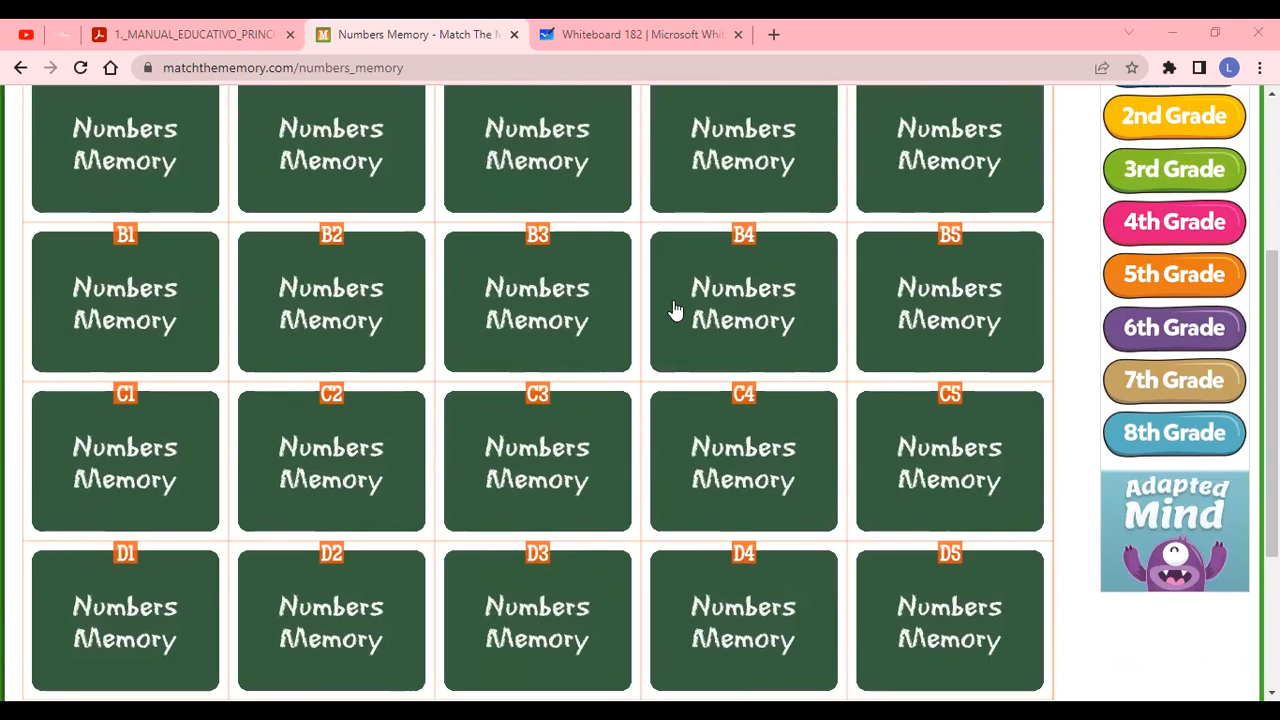 1._MANUAL_EDUCATIVO_PRINC
Numbers Memory - Match The M
Whiteboard 182 | Microsoft Whit
matchthememory.com/numbers_memory
L
Numbers Memory
Numbers Memory
Numbers Memory
Numbers Memory
Numbers Memory
B1
B2
B3
B4
B5
Numbers Memory
Numbers Memory
Numbers Memory
Numbers Memory
Numbers Memory
C1
C2
C3
C4
C5
Numbers Memory
Numbers Memory
Numbers Memory
Numbers Memory
Numbers Memory
D1
D2
D3
D4
D5
Numbers Memory
Numbers Memory
Numbers Memory
Numbers Memory
Numbers Memory
2nd Grade
3rd Grade
4th Grade
5th Grade
6th Grade
7th Grade
8th Grade
Adapted
Mind